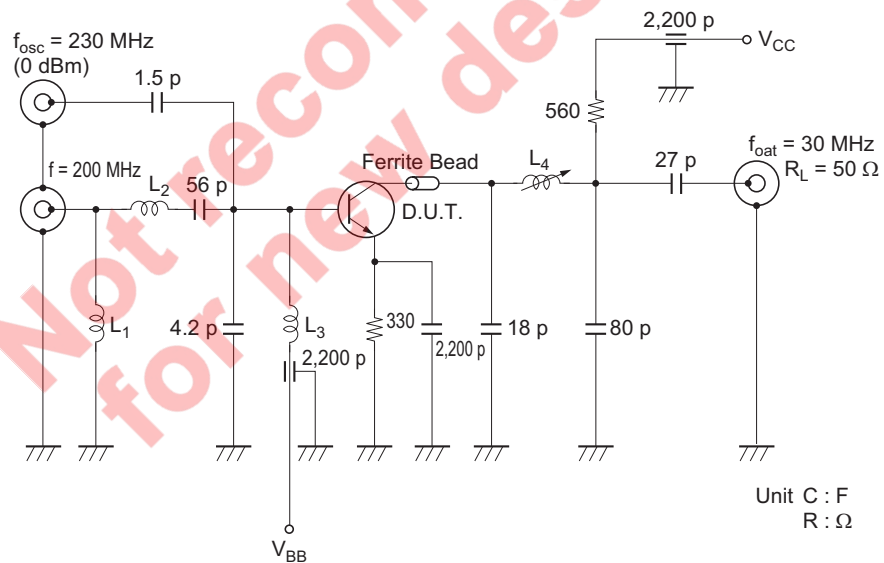 f_osc = 230 MHz
(0 dBm)
1.5 p
2,200 p
V_CC
560
f = 200 MHz
L_2
56 p
Ferrite Bead
D.U.T.
L_4
27 p
f_oat = 30 MHz
R_L = 50 Ω
L_1
4.2 p
L_3
2,200 p
330
2,200 p
18 p
80 p
V_BB
Unit C : F
R : Ω
Not recom
for new des